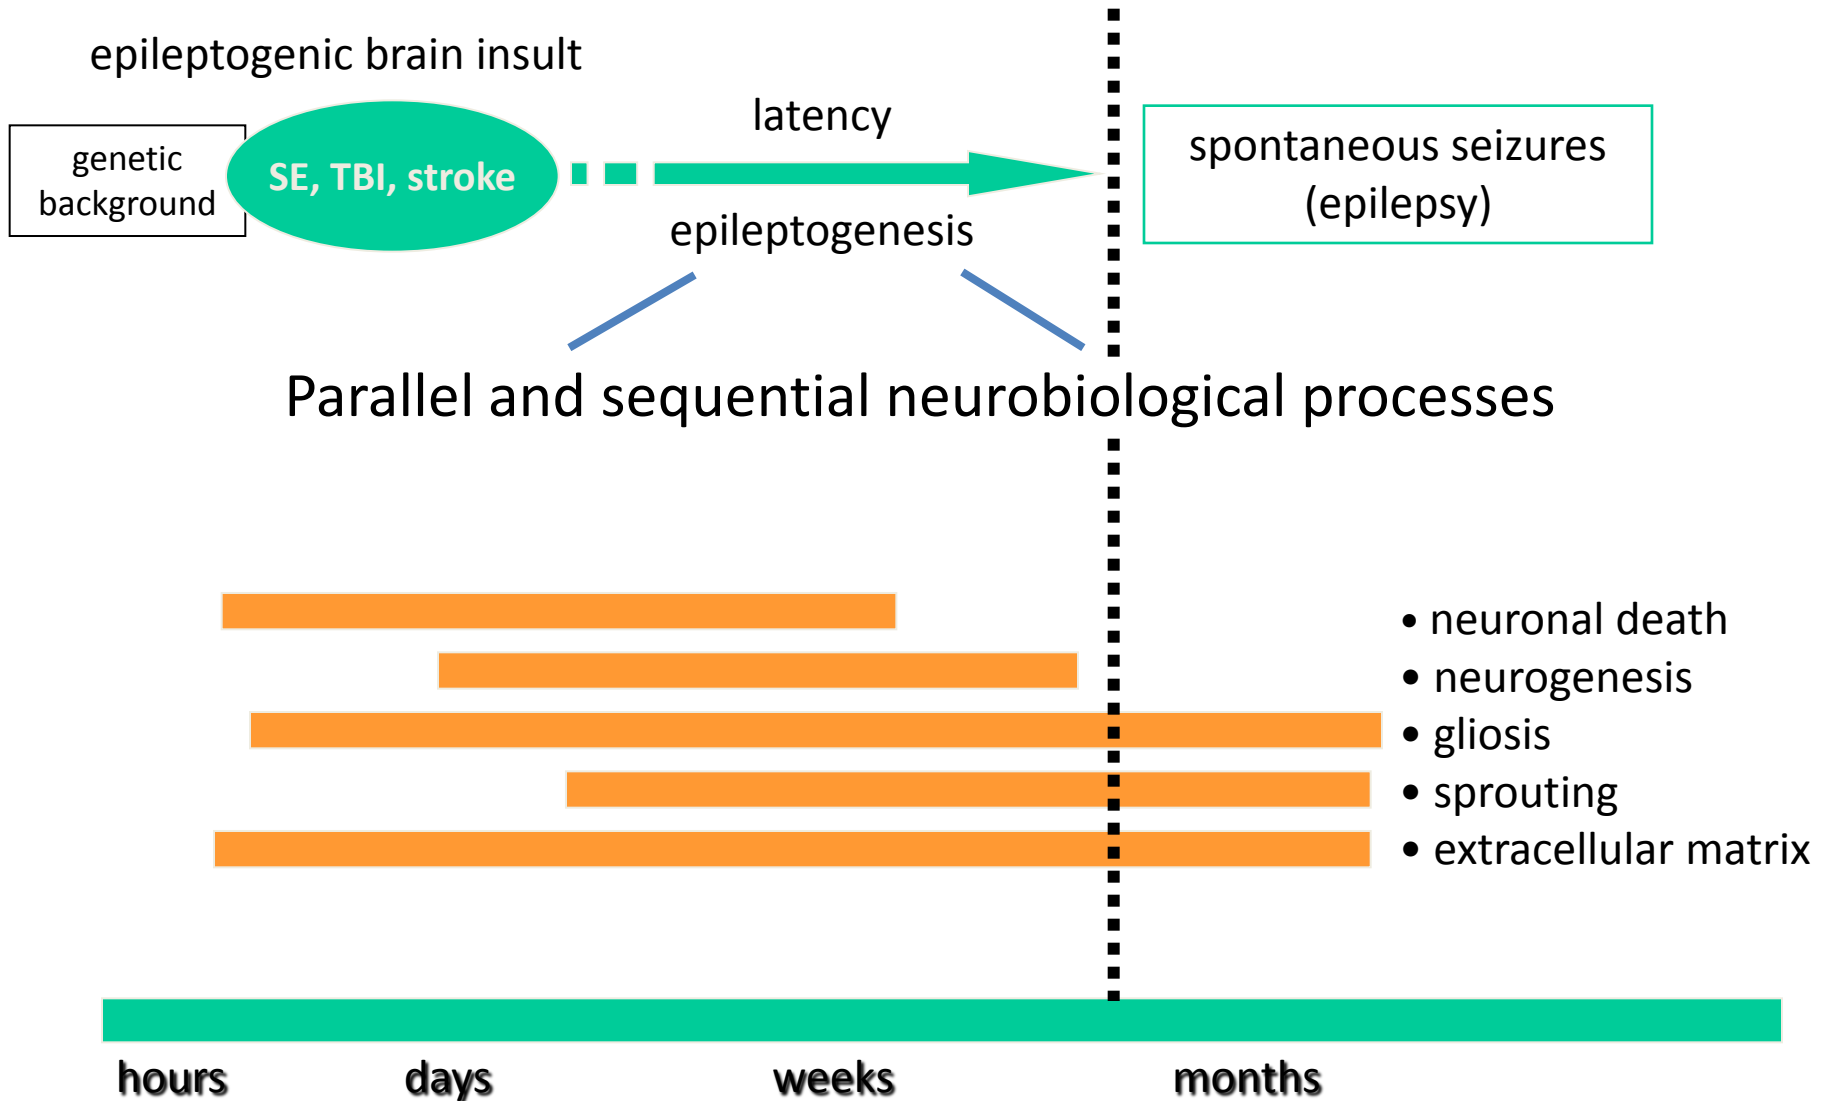 epileptogenic brain insult
genetic
background
SE, TBI, stroke
latency
epileptogenesis
spontaneous seizures
(epilepsy)
Parallel and sequential neurobiological processes
• neuronal death
• neurogenesis
• gliosis
• sprouting
• extracellular matrix
hours days weeks months